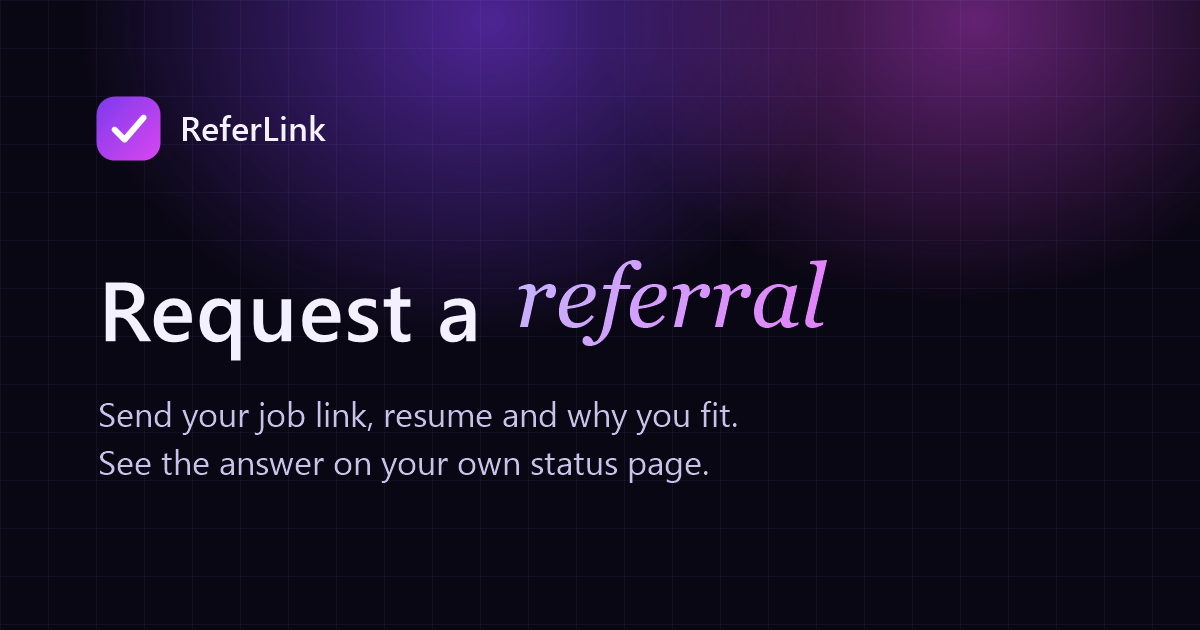 ReferLink
Request a referral
Send your job link, resume and why you fit.
See the answer on your own status page.